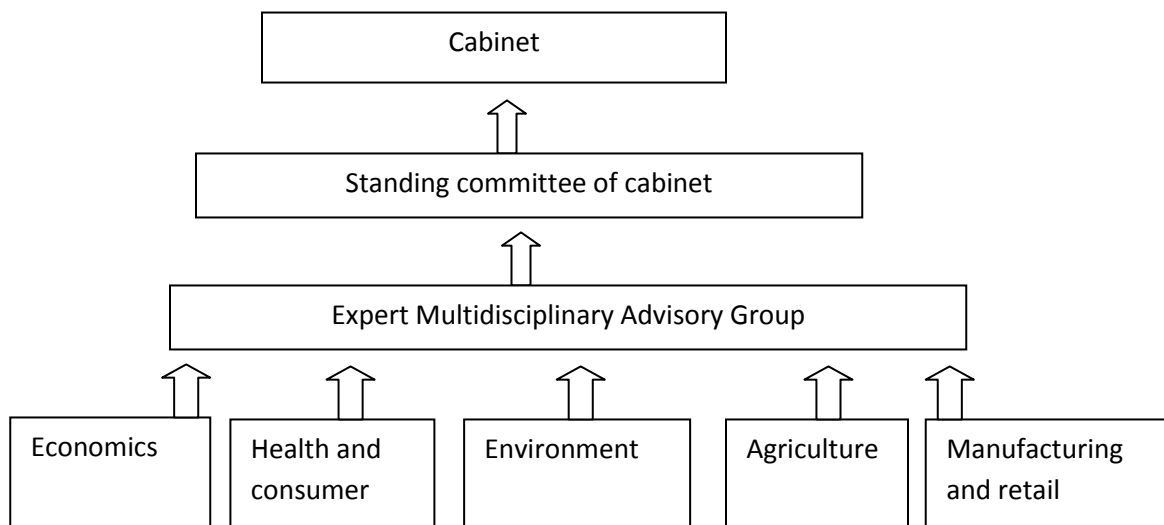 Cabinet
Standing committee of cabinet
Expert Multidisciplinary Advisory Group
Economics
Health and
consumer
Environment
Agriculture
Manufacturing
and retail